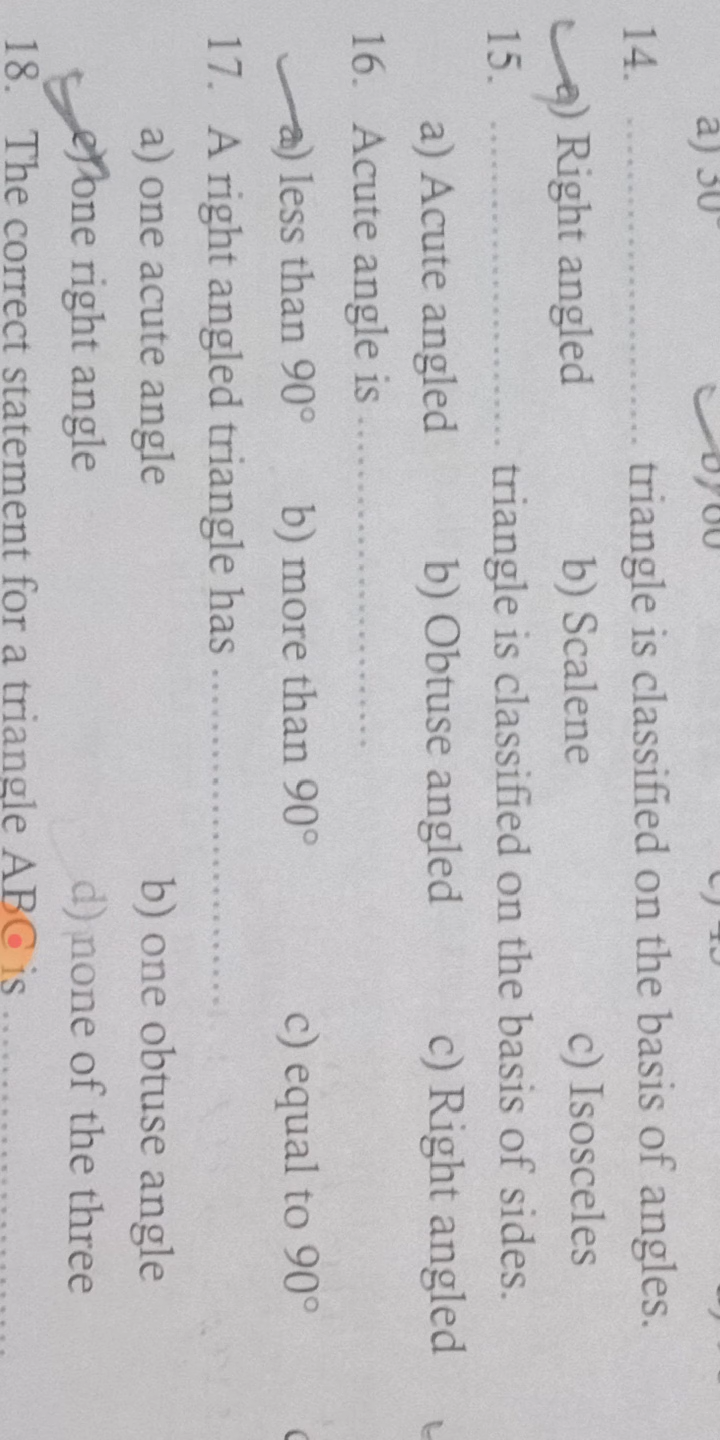 14. .............................. triangle is classified on the basis of angles.
a) Right angled b) Scalene c) Isosceles
15. .............................. triangle is classified on the basis of sides.
a) Acute angled b) Obtuse angled c) Right angled
16. Acute angle is ..............................
a) less than 90° b) more than 90° c) equal to 90°
17. A right angled triangle has ..............................
a) one acute angle b) one obtuse angle
c) one right angle d) none of the three
18. The correct statement for a triangle ABC is ..............................